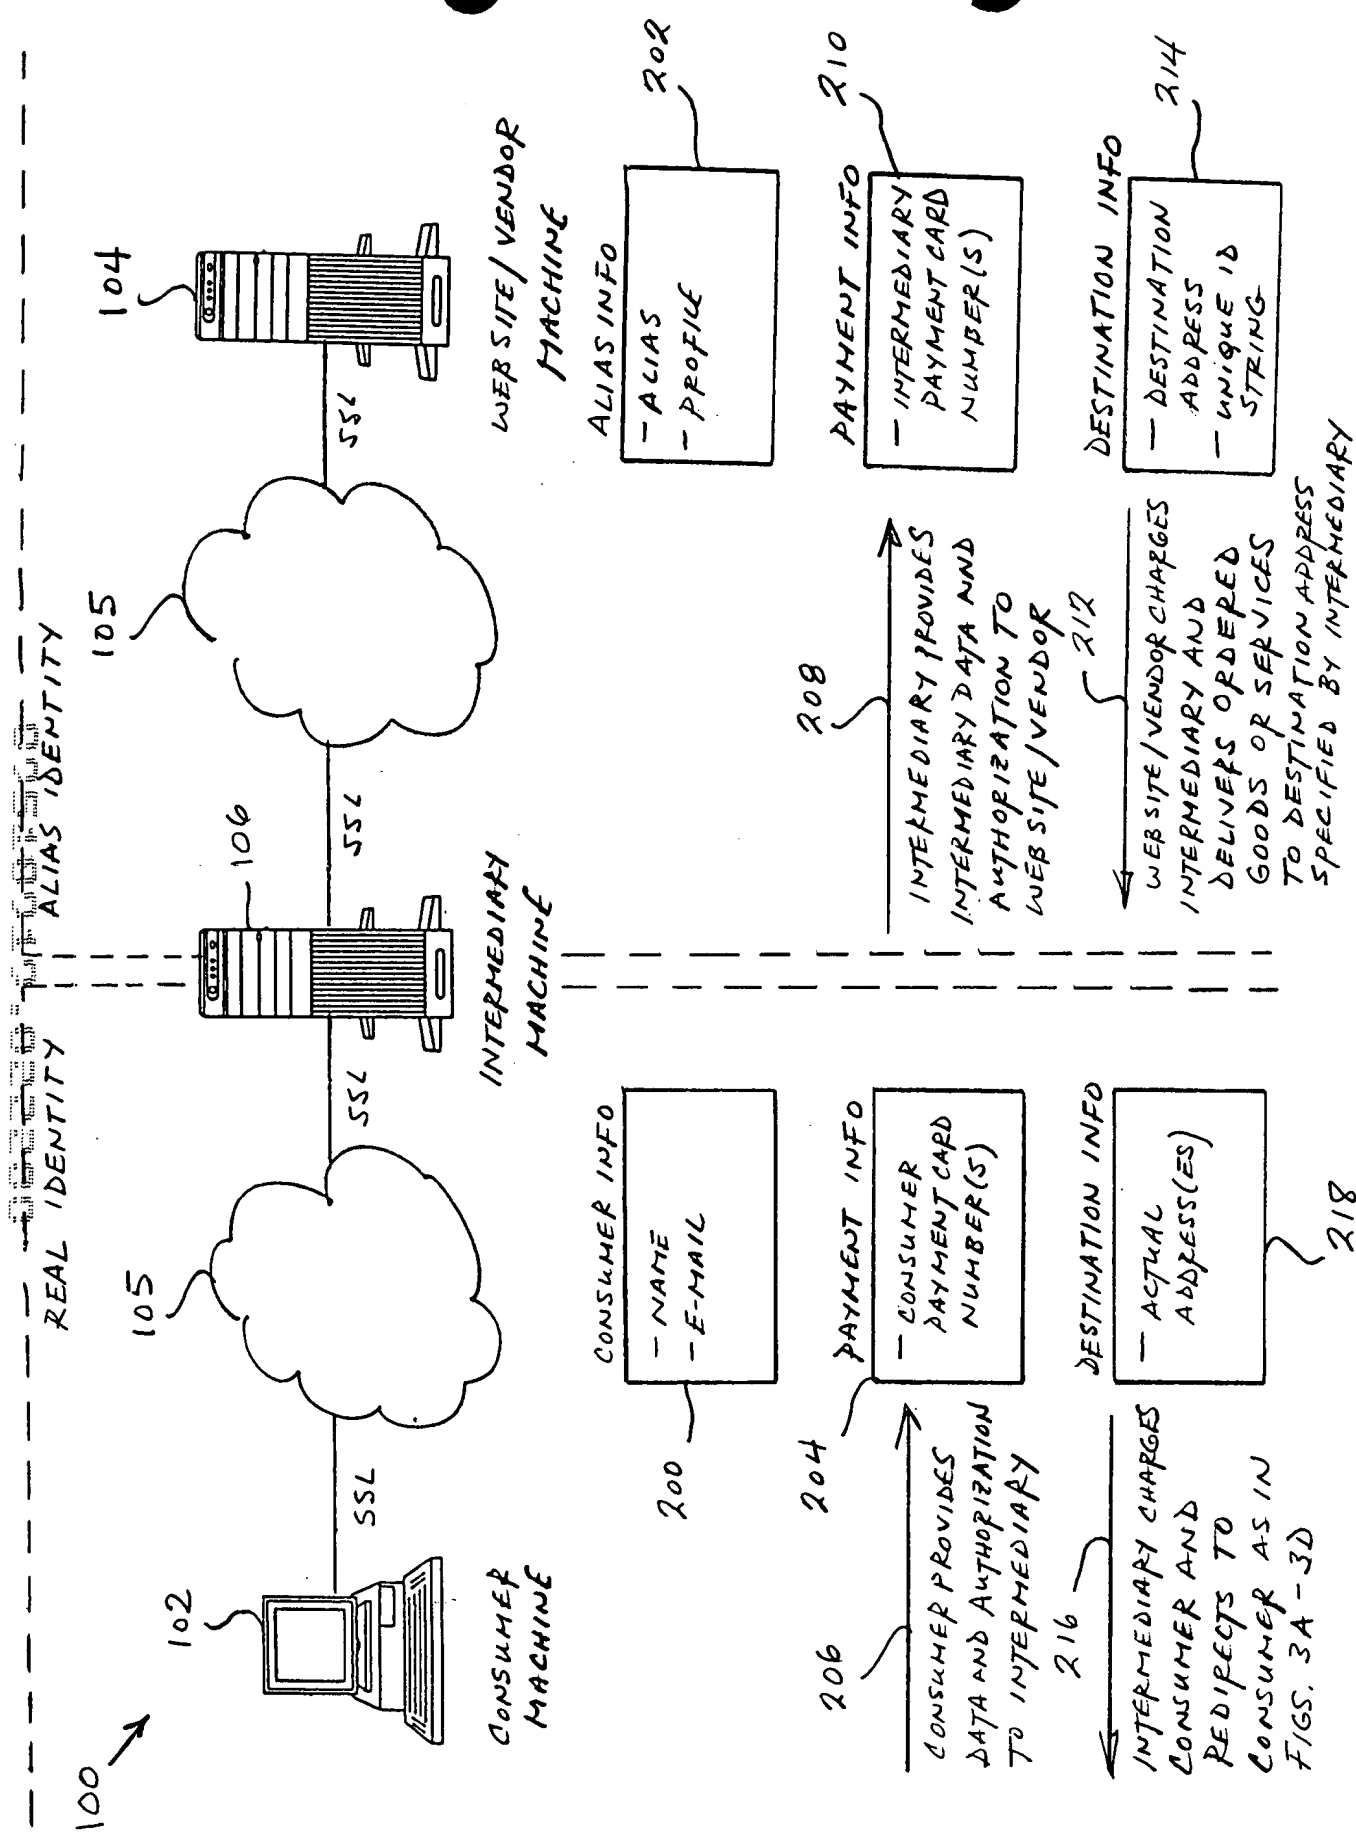 REAL IDENTITY
ALIAS IDENTITY
100
102
105
106
105
104
SSL
SSL
SSL
SSL
CONSUMER
MACHINE
INTERMEDIARY
MACHINE
WEB SITE/VENDOR
MACHINE
CONSUMER INFO
- NAME
- E-MAIL
200
ALIAS INFO
- ALIAS
- PROFILE
202
204
PAYMENT INFO
- CONSUMER
PAYMENT CARD
NUMBER(S)
206
CONSUMER PROVIDES
DATA AND AUTHORIZATION
TO INTERMEDIARY
208
INTERMEDIARY PROVIDES
INTERMEDIARY DATA AND
AUTHORIZATION TO
WEB SITE/VENDOR
PAYMENT INFO
- INTERMEDIARY
PAYMENT CARD
NUMBER(S)
210
216
INTERMEDIARY CHARGES
CONSUMER AND
REDIRECTS TO
CONSUMER AS IN
FIGS. 3A-3D
DESTINATION INFO
- ACTUAL
ADDRESS(ES)
218
212
WEB SITE/VENDOR CHARGES
INTERMEDIARY AND
DELIVERS ORDERED
GOODS OR SERVICES
TO DESTINATION ADDRESS
SPECIFIED BY INTERMEDIARY
DESTINATION INFO
- DESTINATION
ADDRESS
- UNIQUE ID
STRING
214